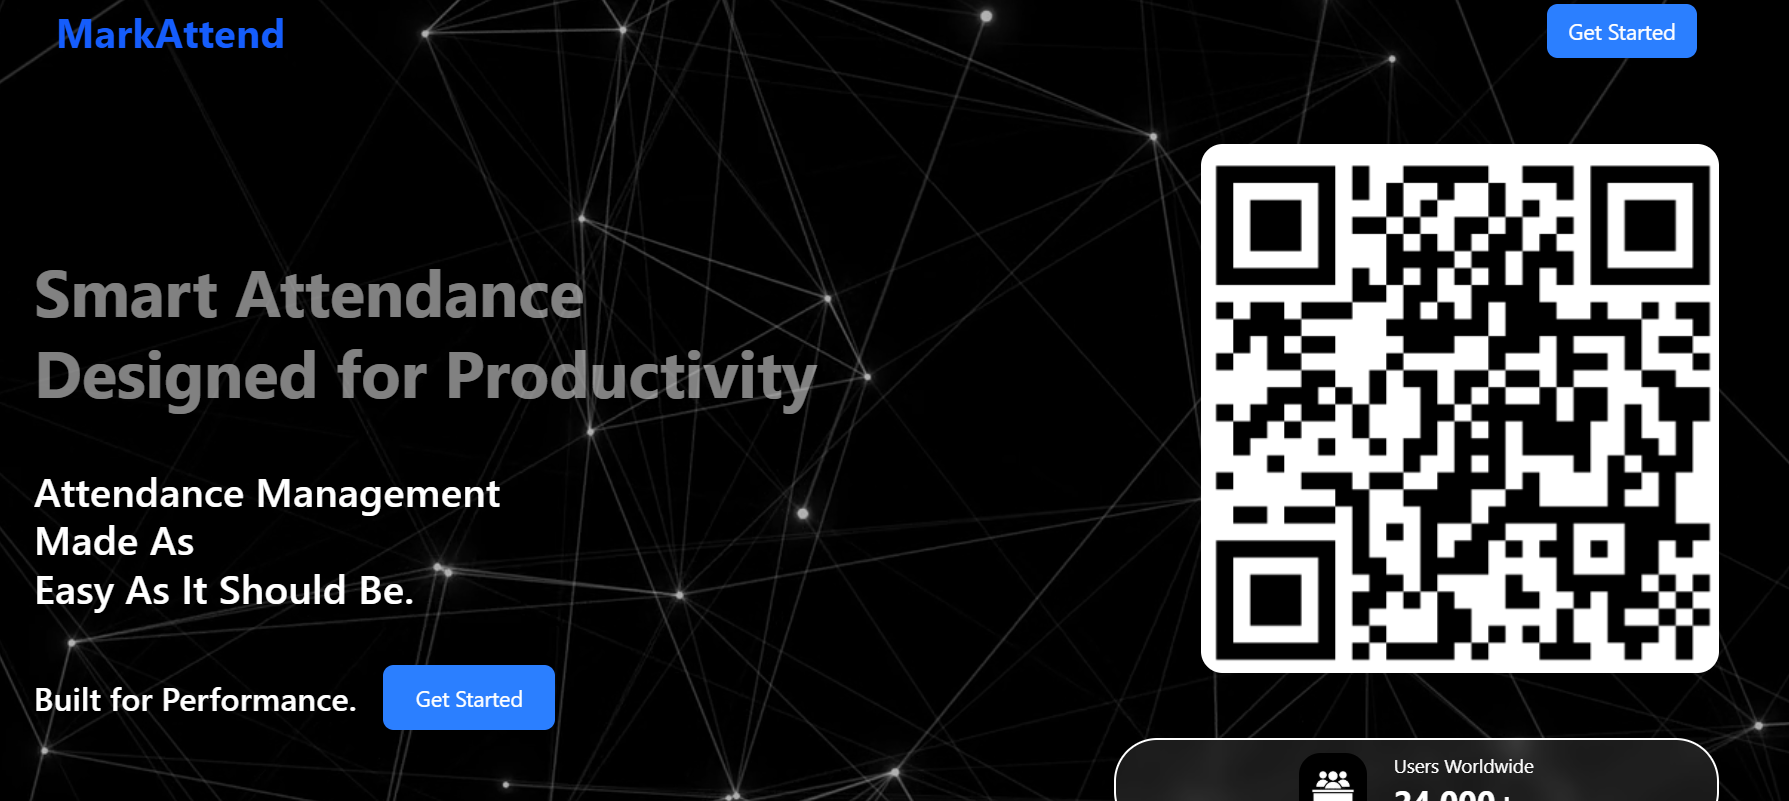 MarkAttend
Get Started
Smart Attendance
Designed for Productivity
Attendance Management
Made As
Easy As It Should Be.
Built for Performance.
Get Started
Users Worldwide